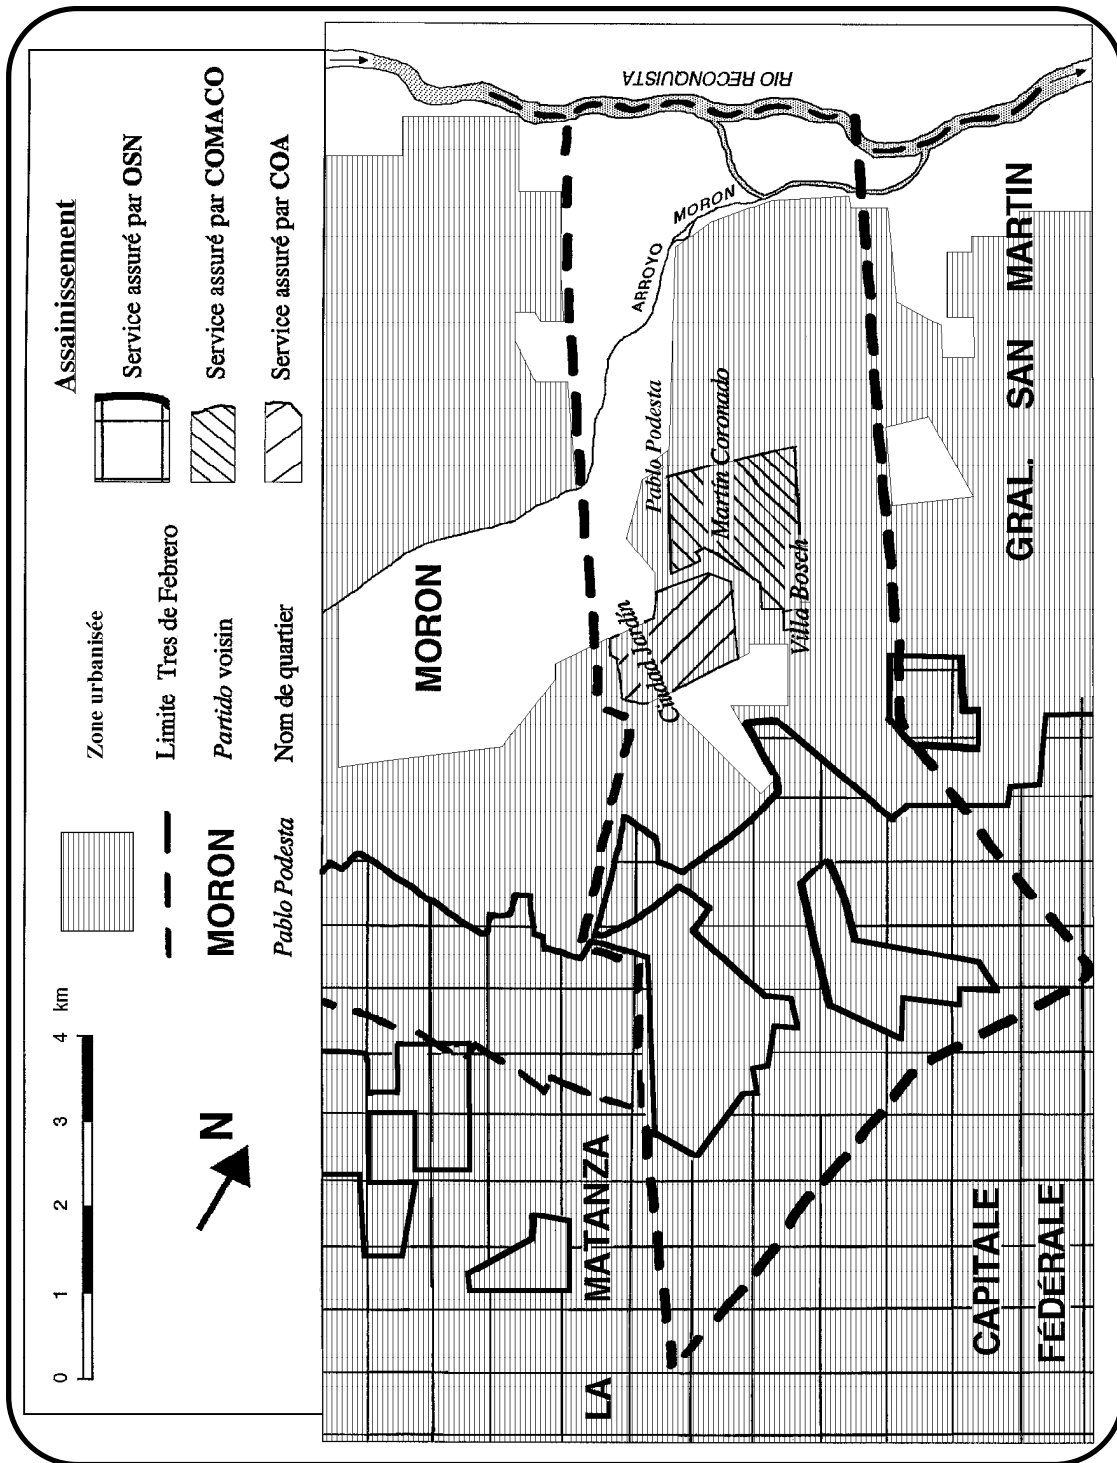 Assainissement
Service assuré par OSN
Service assuré par COMACO
Service assuré par COA
Zone urbanisée
Limite Tres de Febrero
MORON
Partido voisin
Pablo Podesta
Nom de quartier
0 1 2 3 4 km
N
RIO RECONQUISTA
ARROYO MORON
MORON
Pablo Podesta
Martín Coronado
Ciudad Jardín
Villa Bosch
GRAL. SAN MARTIN
LA MATANZA
CAPITALE
FÉDÉRALE